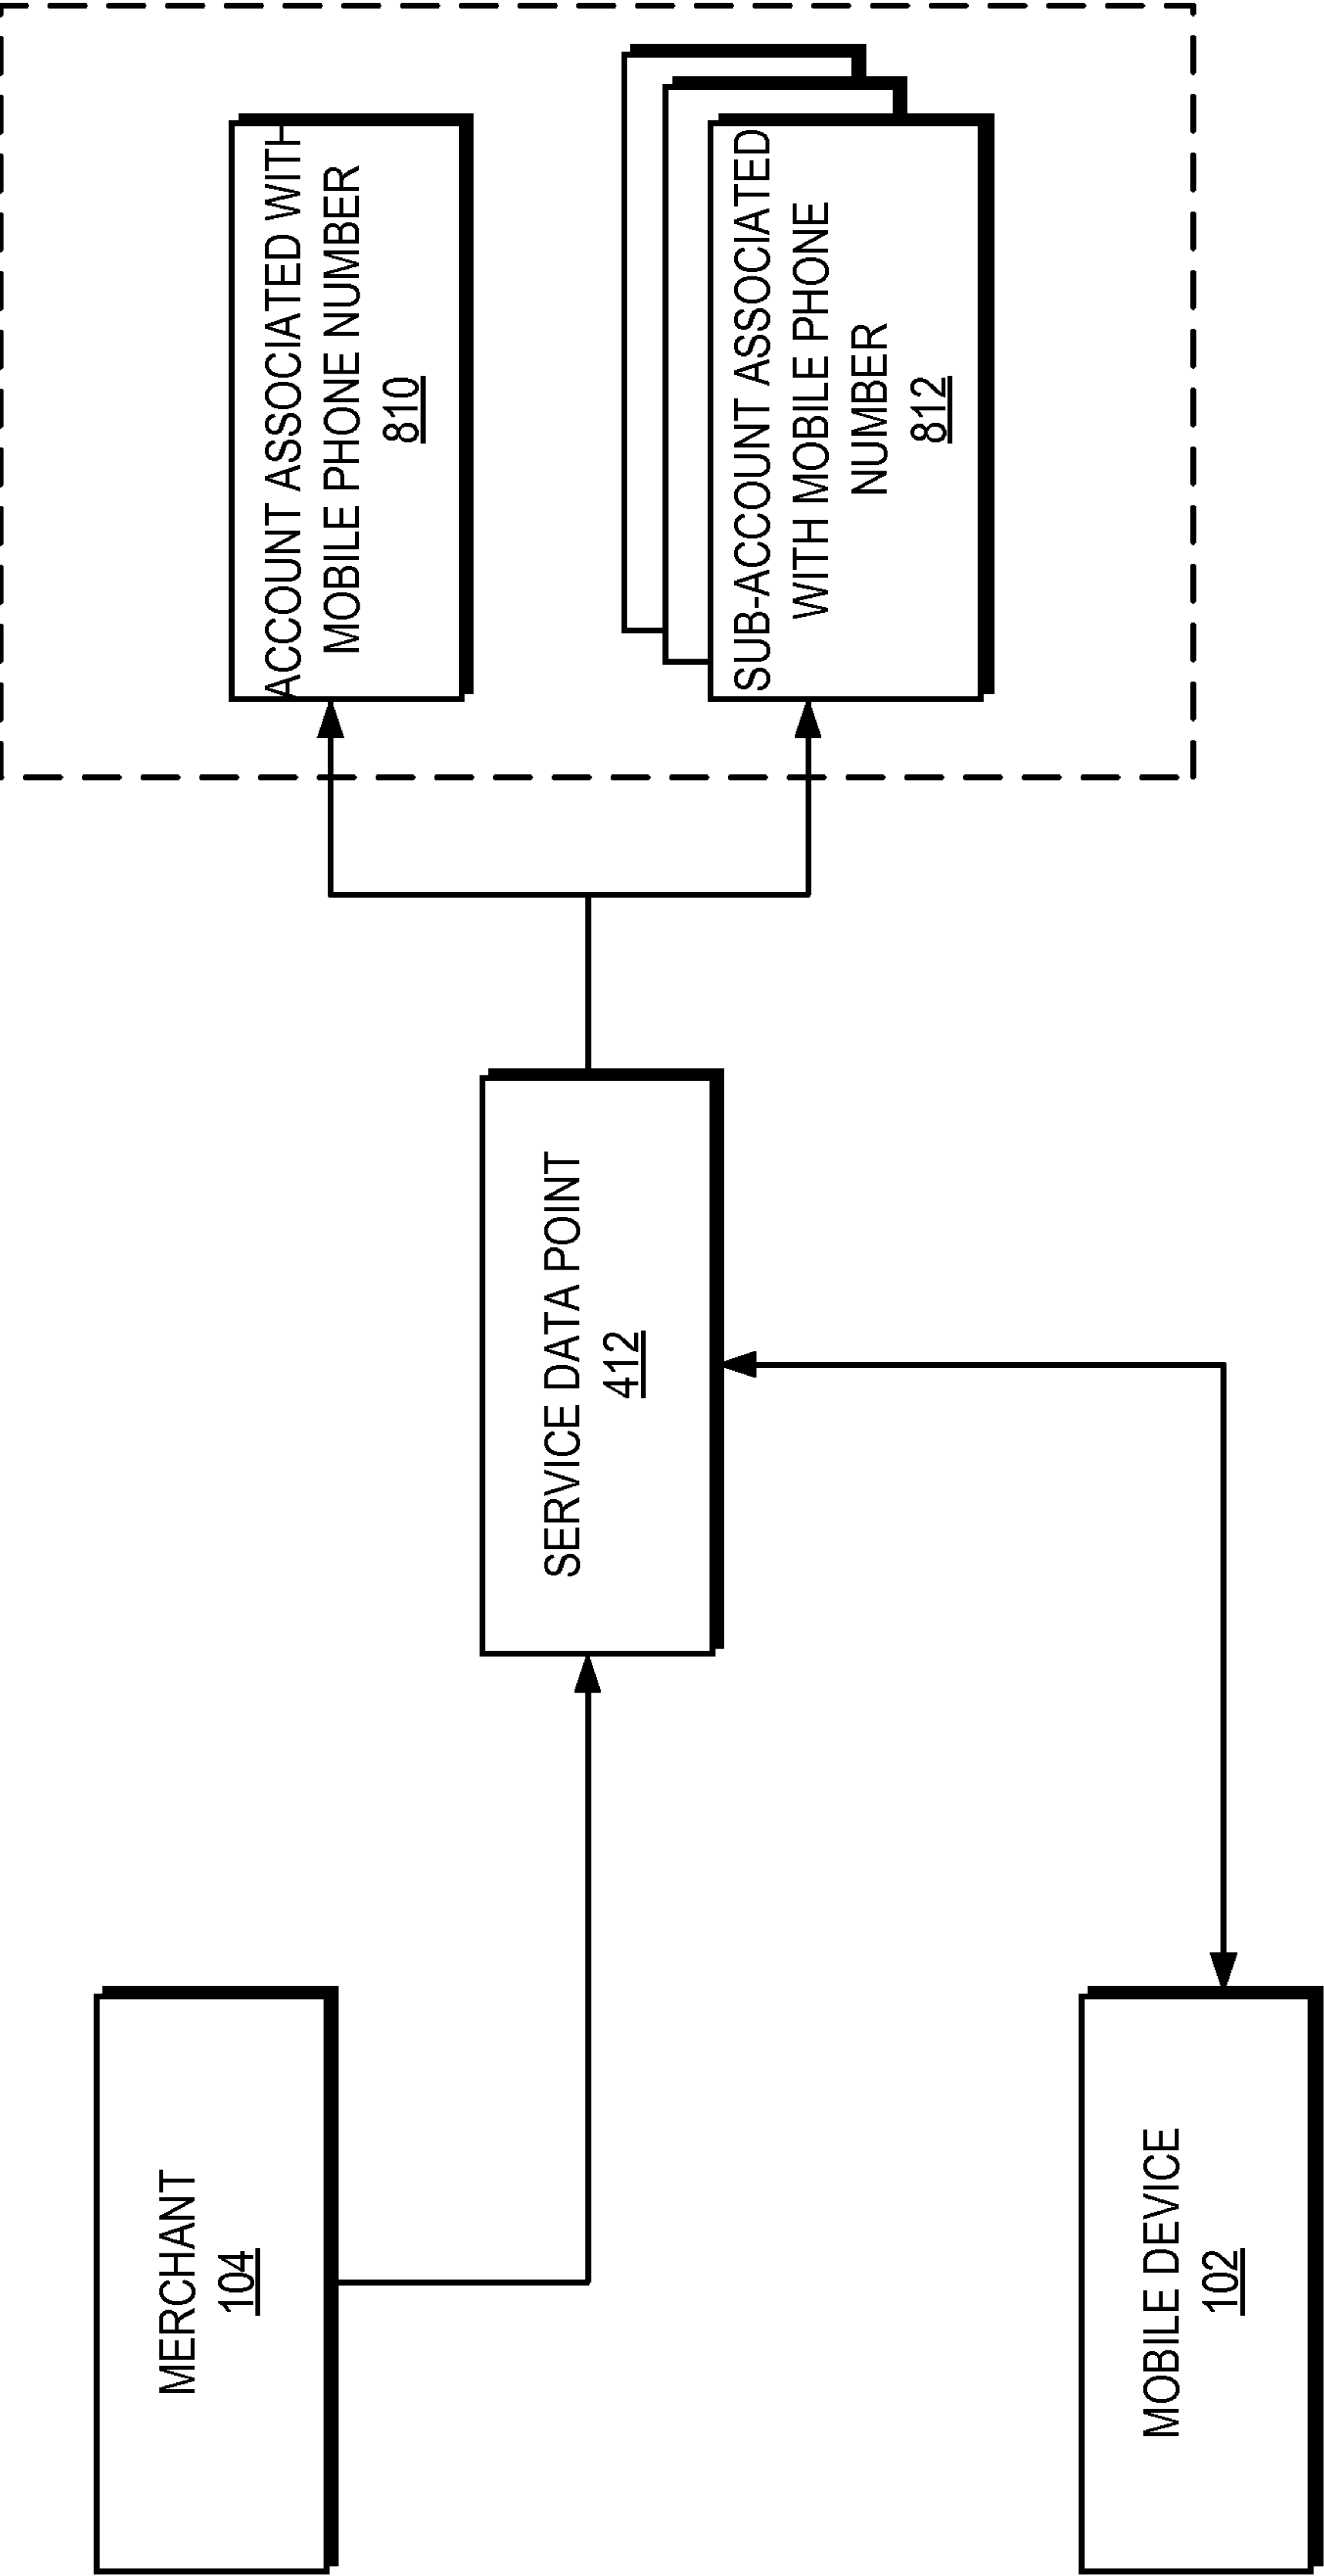 MERCHANT
104
MOBILE DEVICE
102
SERVICE DATA POINT
412
ACCOUNT ASSOCIATED WITH
MOBILE PHONE NUMBER
810
SUB-ACCOUNT ASSOCIATED
WITH MOBILE PHONE
NUMBER
812